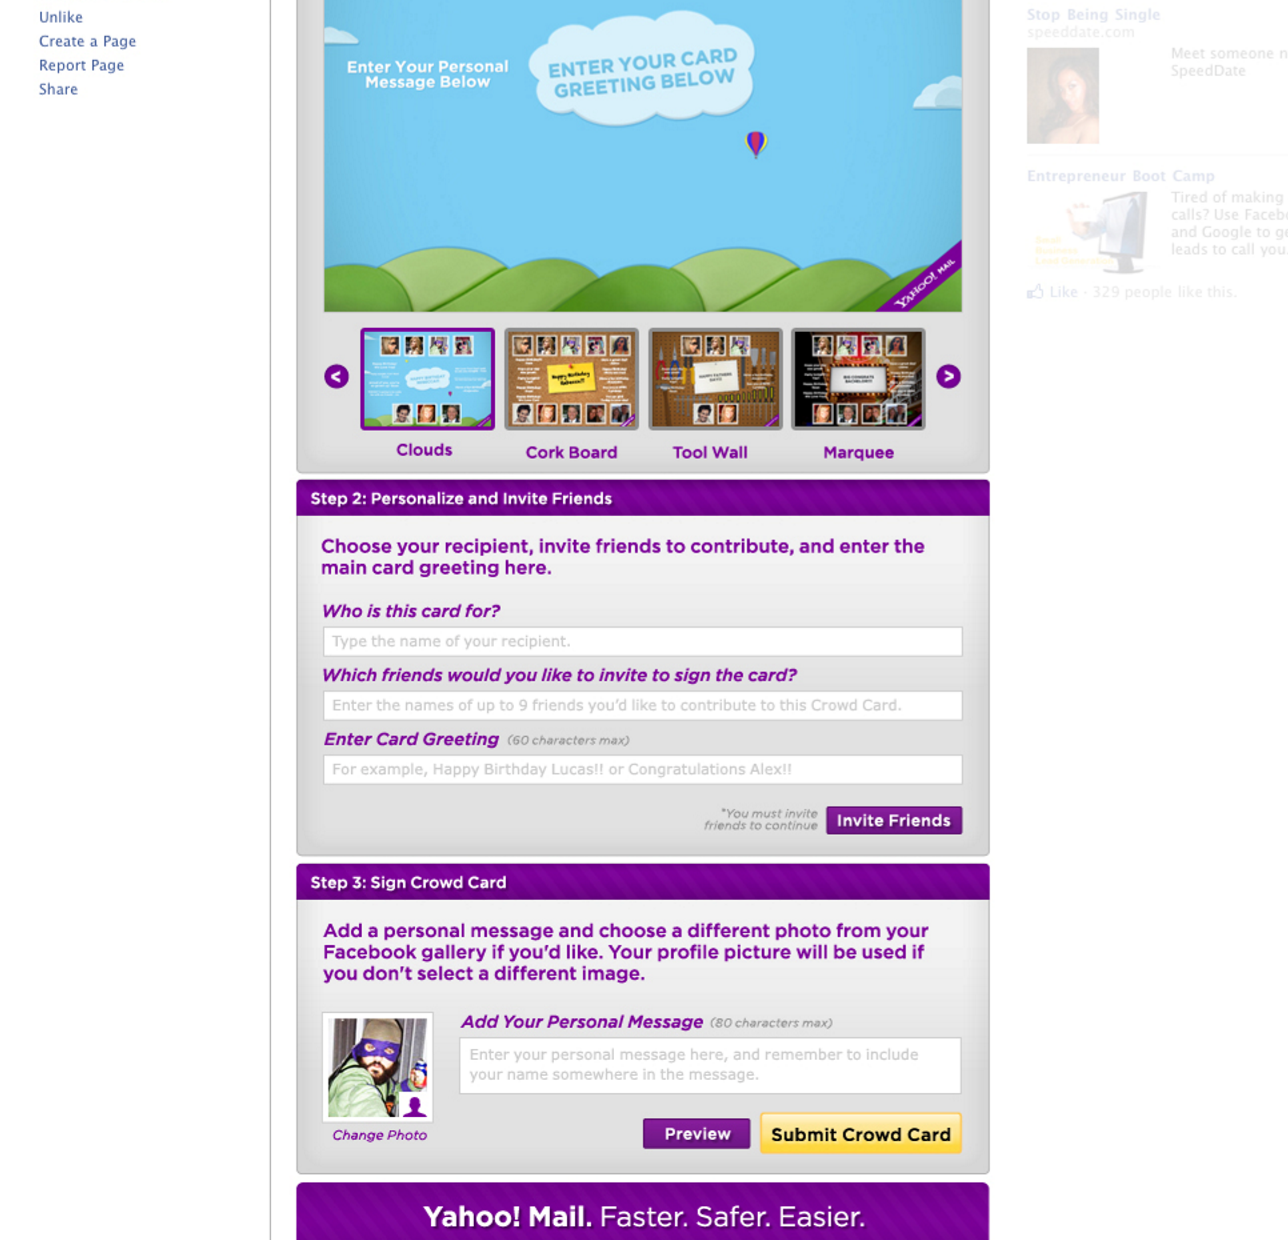 Unlike
Create a Page
Report Page
Share
Enter Your Personal
Message Below
ENTER YOUR CARD
GREETING BELOW
YAHOO! MAIL
<
>
Clouds
Cork Board
Tool Wall
Marquee
Step 2: Personalize and Invite Friends
Choose your recipient, invite friends to contribute, and enter the
main card greeting here.
Who is this card for?
Type the name of your recipient.
Which friends would you like to invite to sign the card?
Enter the names of up to 9 friends you'd like to contribute to this Crowd Card.
Enter Card Greeting (60 characters max)
For example, Happy Birthday Lucas!! or Congratulations Alex!!
*You must invite
friends to continue
Invite Friends
Step 3: Sign Crowd Card
Add a personal message and choose a different photo from your
Facebook gallery if you'd like. Your profile picture will be used if
you don't select a different image.
Add Your Personal Message (80 characters max)
Enter your personal message here, and remember to include
your name somewhere in the message.
Change Photo
Preview
Submit Crowd Card
Yahoo! Mail. Faster. Safer. Easier.
Stop Being Single
speeddate.com
Meet someone
SpeedDate
Entrepreneur Boot Camp
Tired of making
calls? Use
and Google to
leads to call you
Like · 329 people like this.